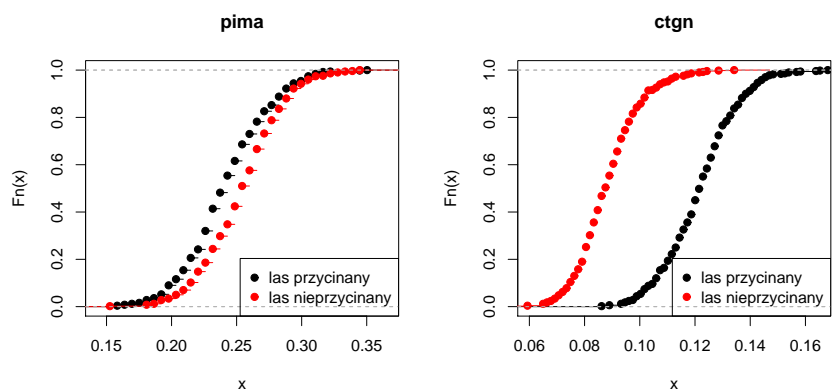 pima
Fn(x)
1.0
0.8
0.6
0.4
0.2
0.0
las przycinany
las nieprzycinany
0.15 0.20 0.25 0.30 0.35
x
ctgn
Fn(x)
1.0
0.8
0.6
0.4
0.2
0.0
las przycinany
las nieprzycinany
0.06 0.08 0.10 0.12 0.14 0.16
x